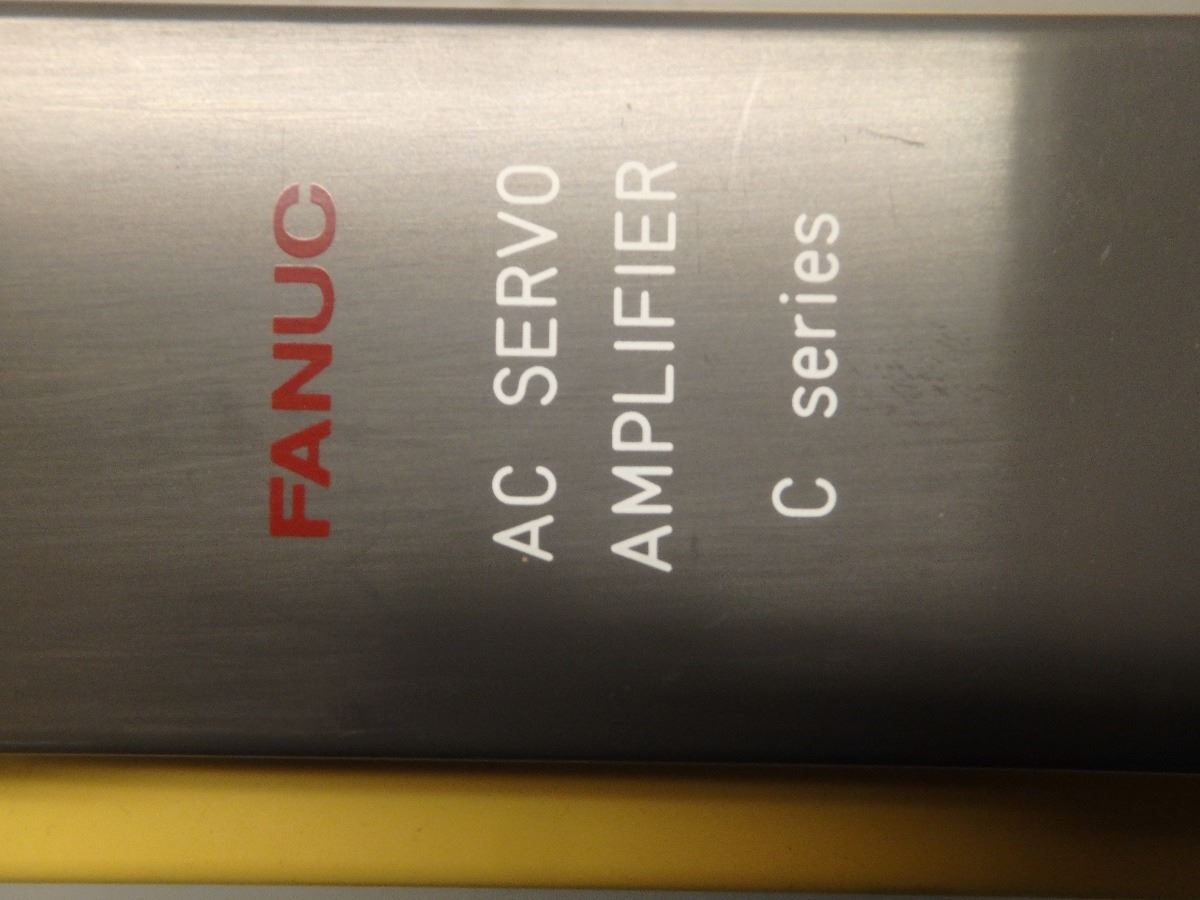 FANUC
AC SERVO
AMPLIFIER
C series